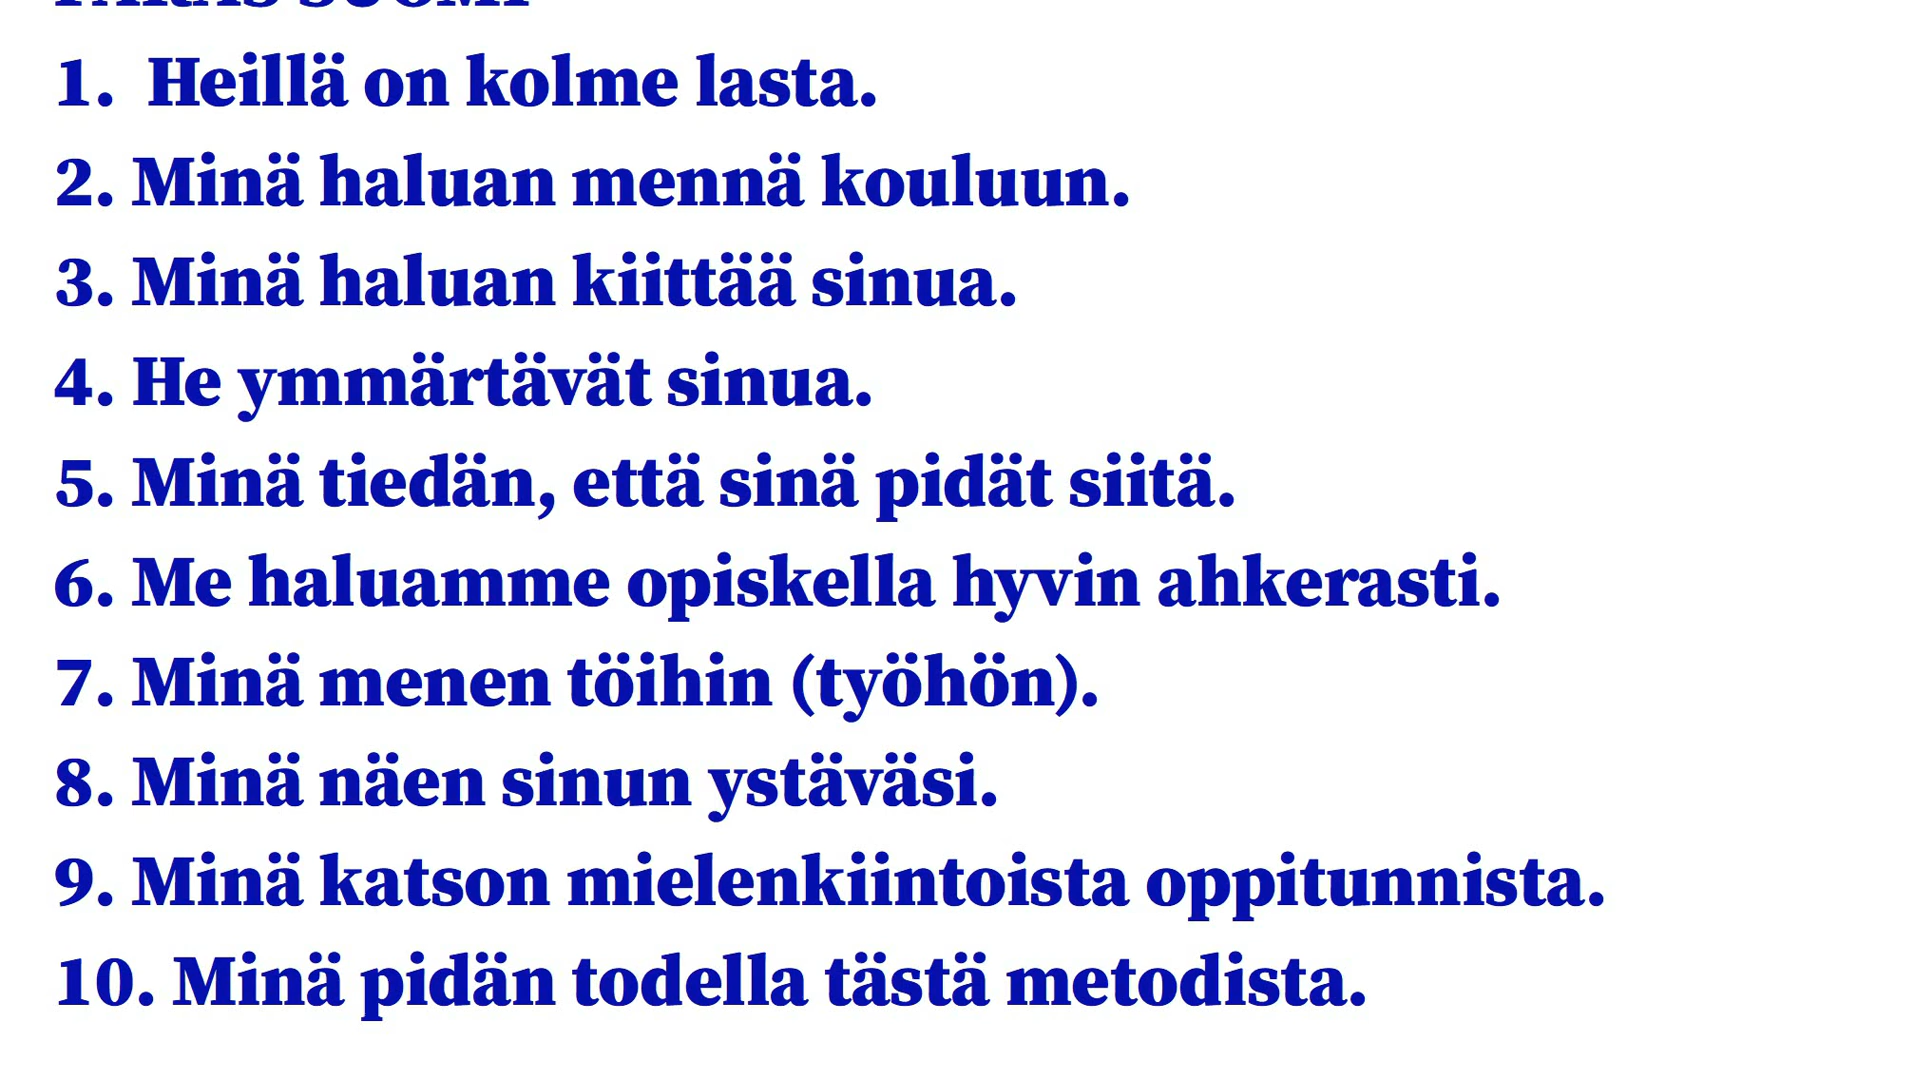 PARAS SUOMI
1. Heillä on kolme lasta.
2. Minä haluan mennä kouluun.
3. Minä haluan kiittää sinua.
4. He ymmärtävät sinua.
5. Minä tiedän, että sinä pidät siitä.
6. Me haluamme opiskella hyvin ahkerasti.
7. Minä menen töihin (työhön).
8. Minä näen sinun ystäväsi.
9. Minä katson mielenkiintoista oppitunnista.
10. Minä pidän todella tästä metodista.